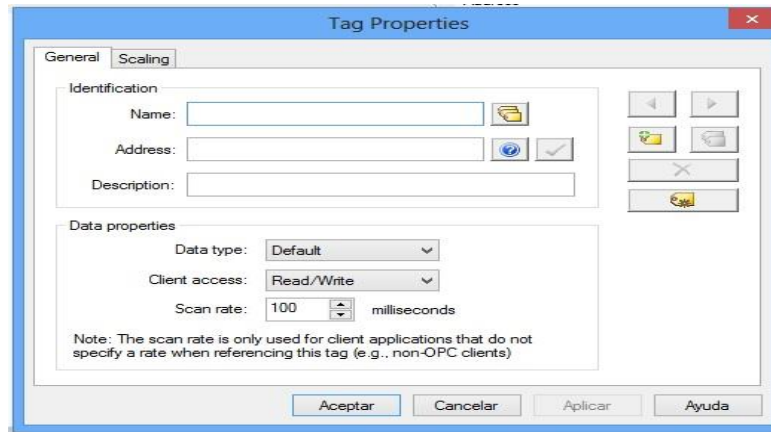 Tag Properties
General Scaling
Identification
Name:
Address:
Description:
Data properties
Data type: Default
Client access: Read/Write
Scan rate: 100 milliseconds
Note: The scan rate is only used for client applications that do not
specify a rate when referencing this tag (e.g., non-OPC clients)
Aceptar Cancelar Aplicar Ayuda